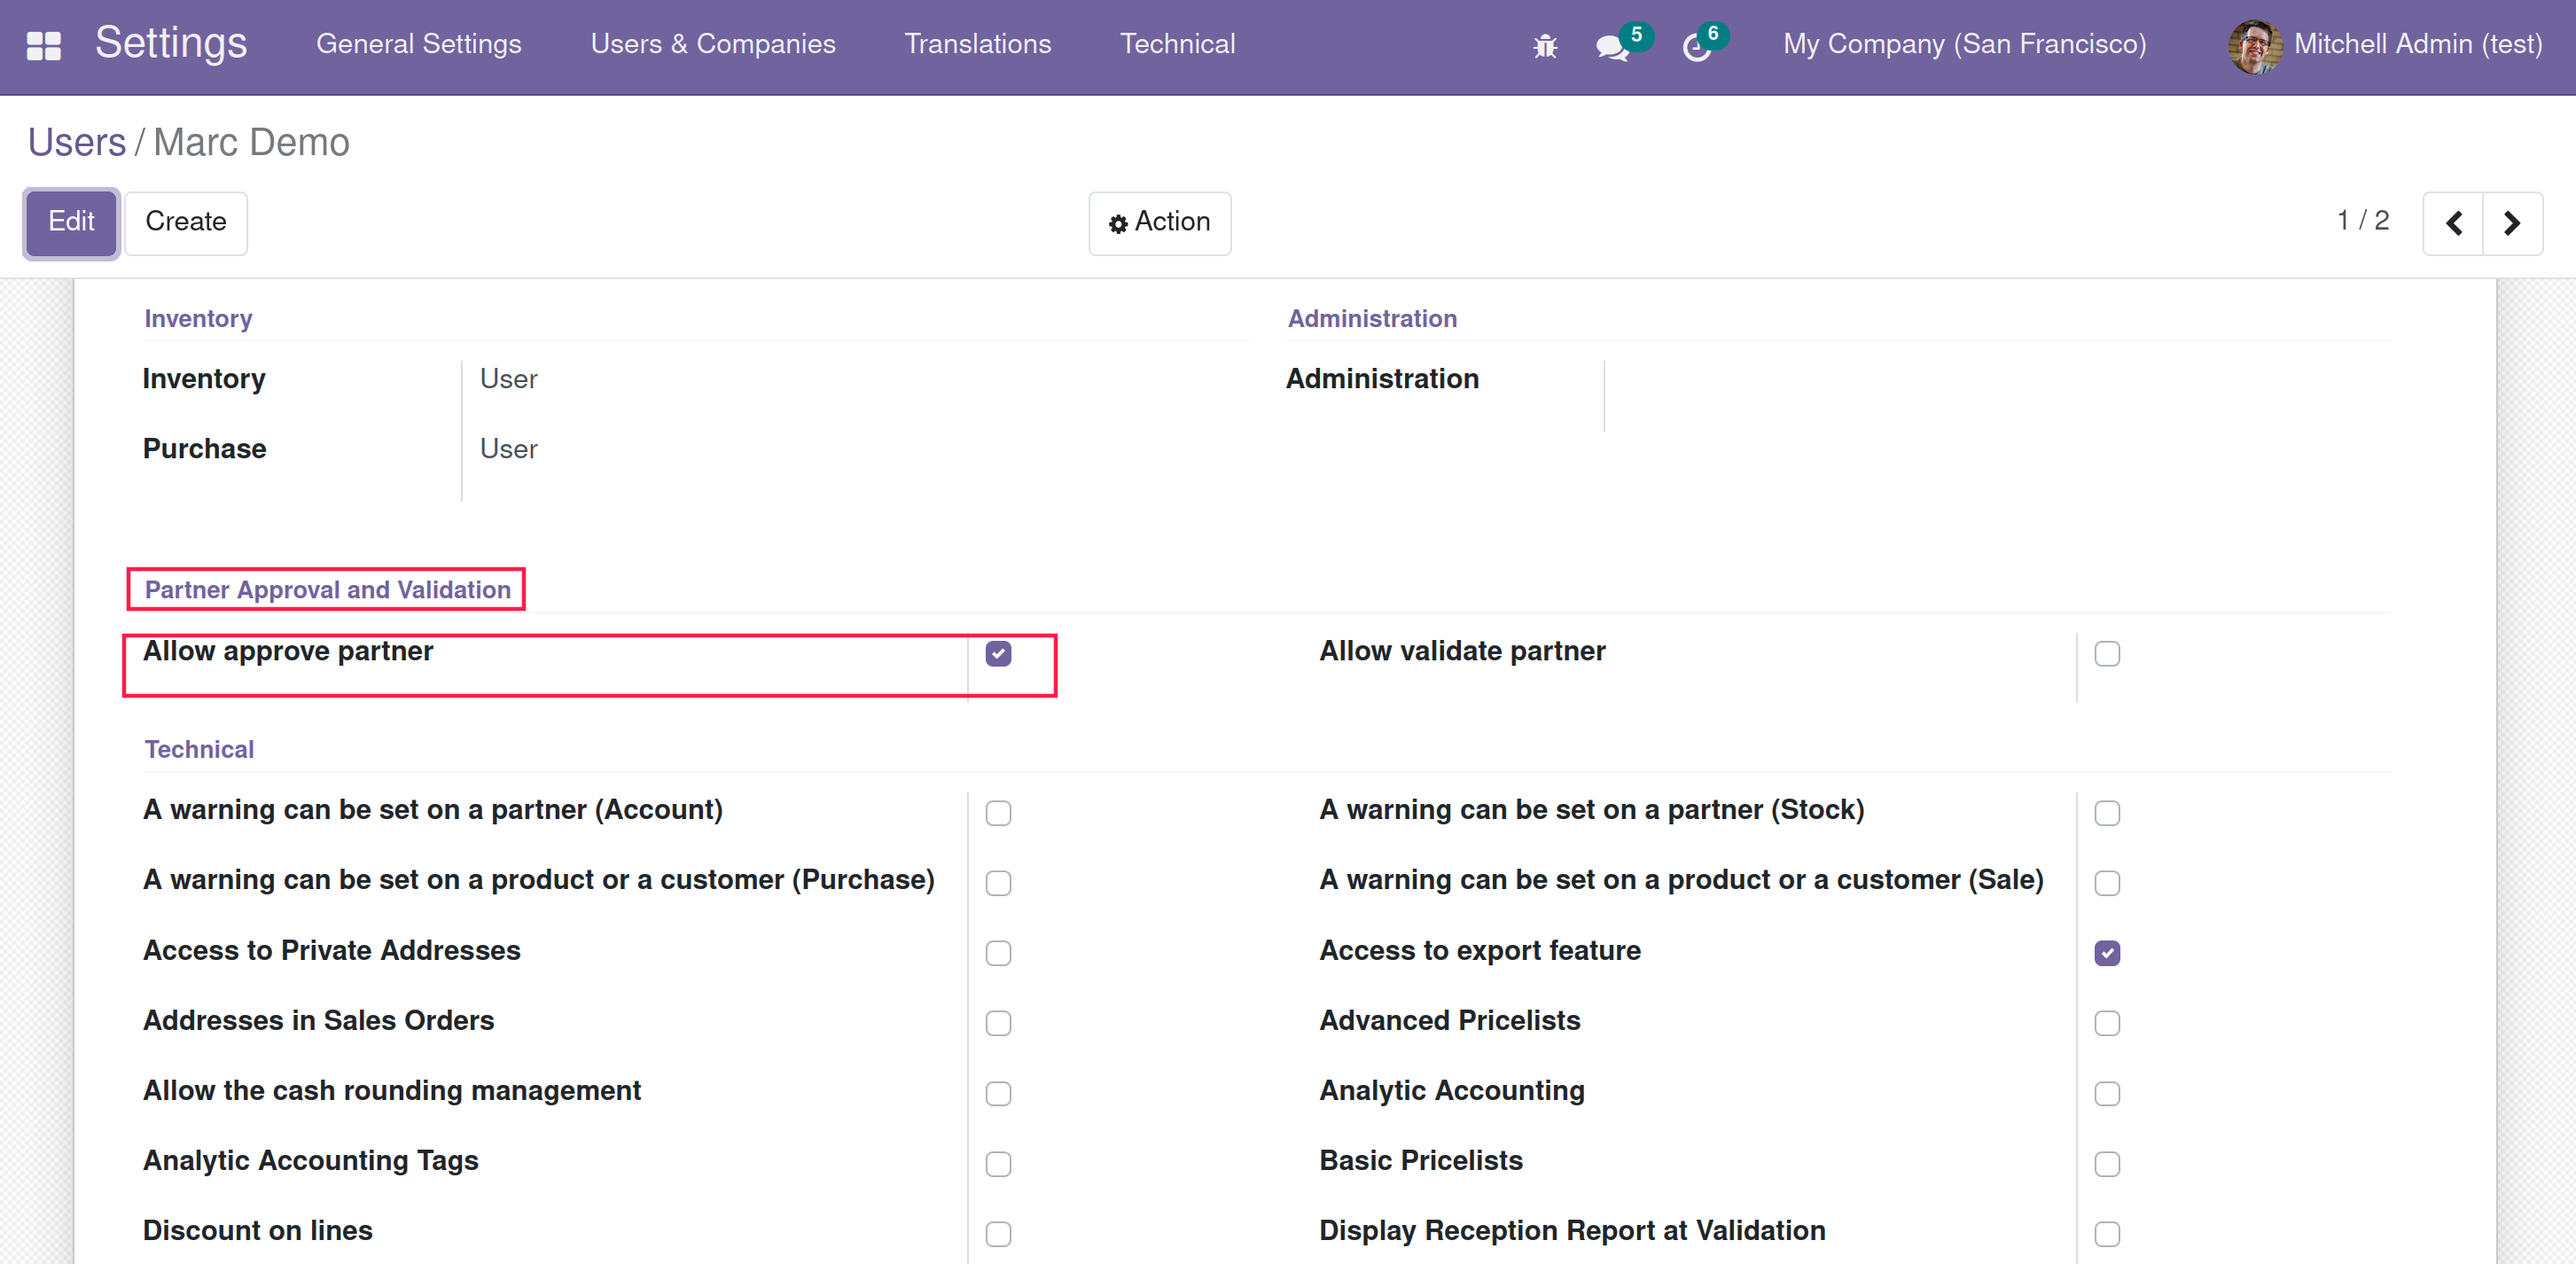 Settings General Settings Users & Companies Translations Technical 5 6 My Company (San Francisco) Mitchell Admin (test)
Users / Marc Demo
Edit Create Action 1 / 2
Inventory Administration
Inventory User Administration
Purchase User
Partner Approval and Validation
Allow approve partner Allow validate partner
Technical
A warning can be set on a partner (Account) A warning can be set on a partner (Stock)
A warning can be set on a product or a customer (Purchase) A warning can be set on a product or a customer (Sale)
Access to Private Addresses Access to export feature
Addresses in Sales Orders Advanced Pricelists
Allow the cash rounding management Analytic Accounting
Analytic Accounting Tags Basic Pricelists
Discount on lines Display Reception Report at Validation